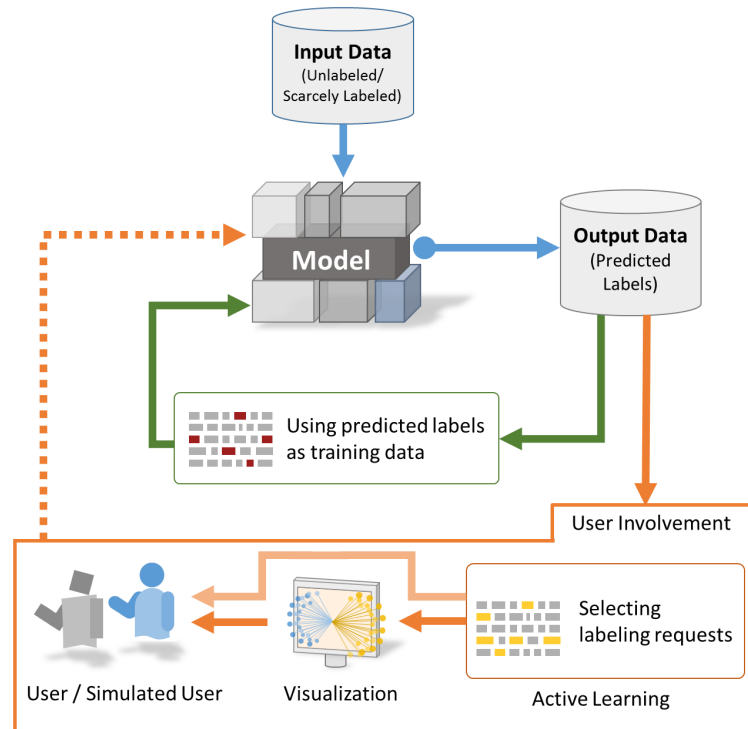 Input Data
(Unlabeled/
Scarcely Labeled)
Model
Output Data
(Predicted
Labels)
Using predicted labels
as training data
User Involvement
Selecting
labeling requests
User / Simulated User
Visualization
Active Learning